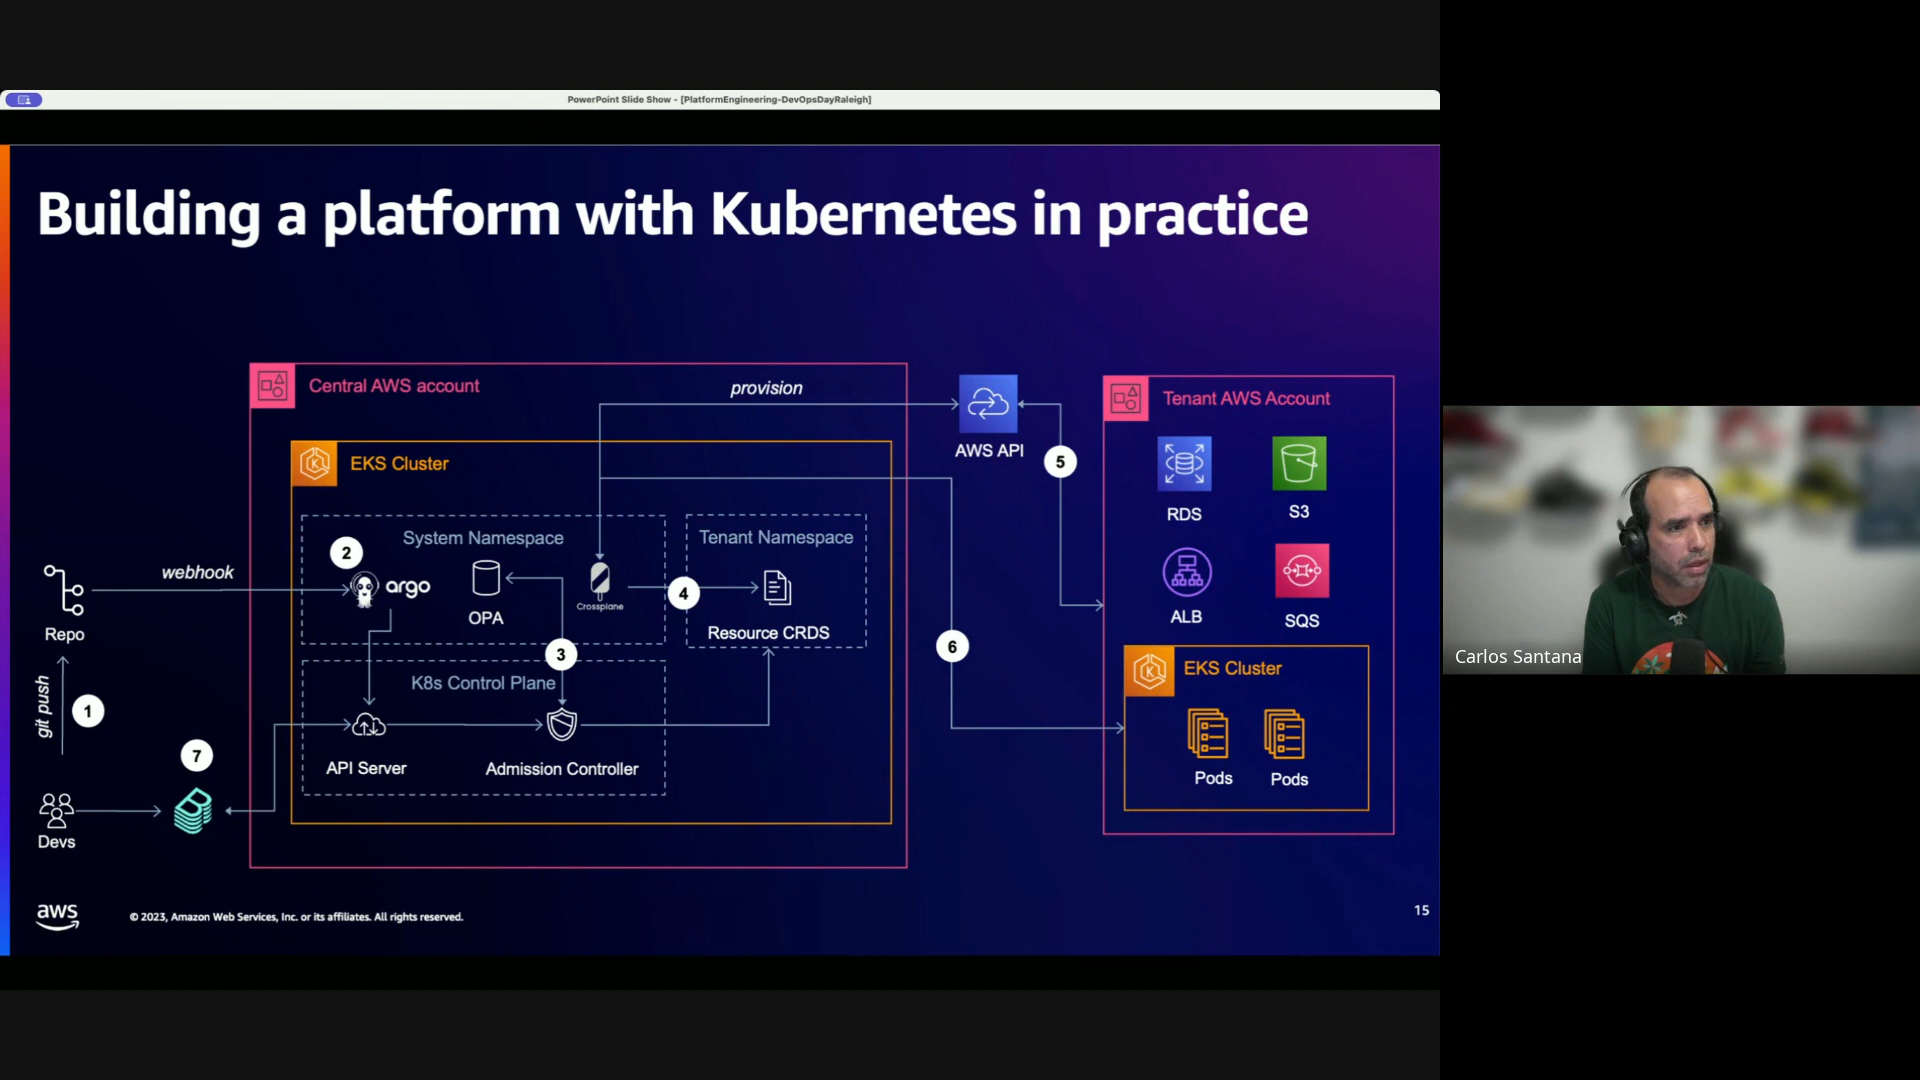 PowerPoint Slide Show - [PlatformEngineering-DevOpsDayRaleigh]
Building a platform with Kubernetes in practice
Central AWS account
provision
AWS API
5
Tenant AWS Account
RDS
S3
ALB
SQS
EKS Cluster
Pods
Pods
EKS Cluster
System Namespace
2
argo
OPA
Crossplane
4
Tenant Namespace
Resource CRDS
3
K8s Control Plane
API Server
Admission Controller
6
webhook
Repo
git push
1
7
Devs
aws
© 2023, Amazon Web Services, Inc. or its affiliates. All rights reserved.
15
Carlos Santana